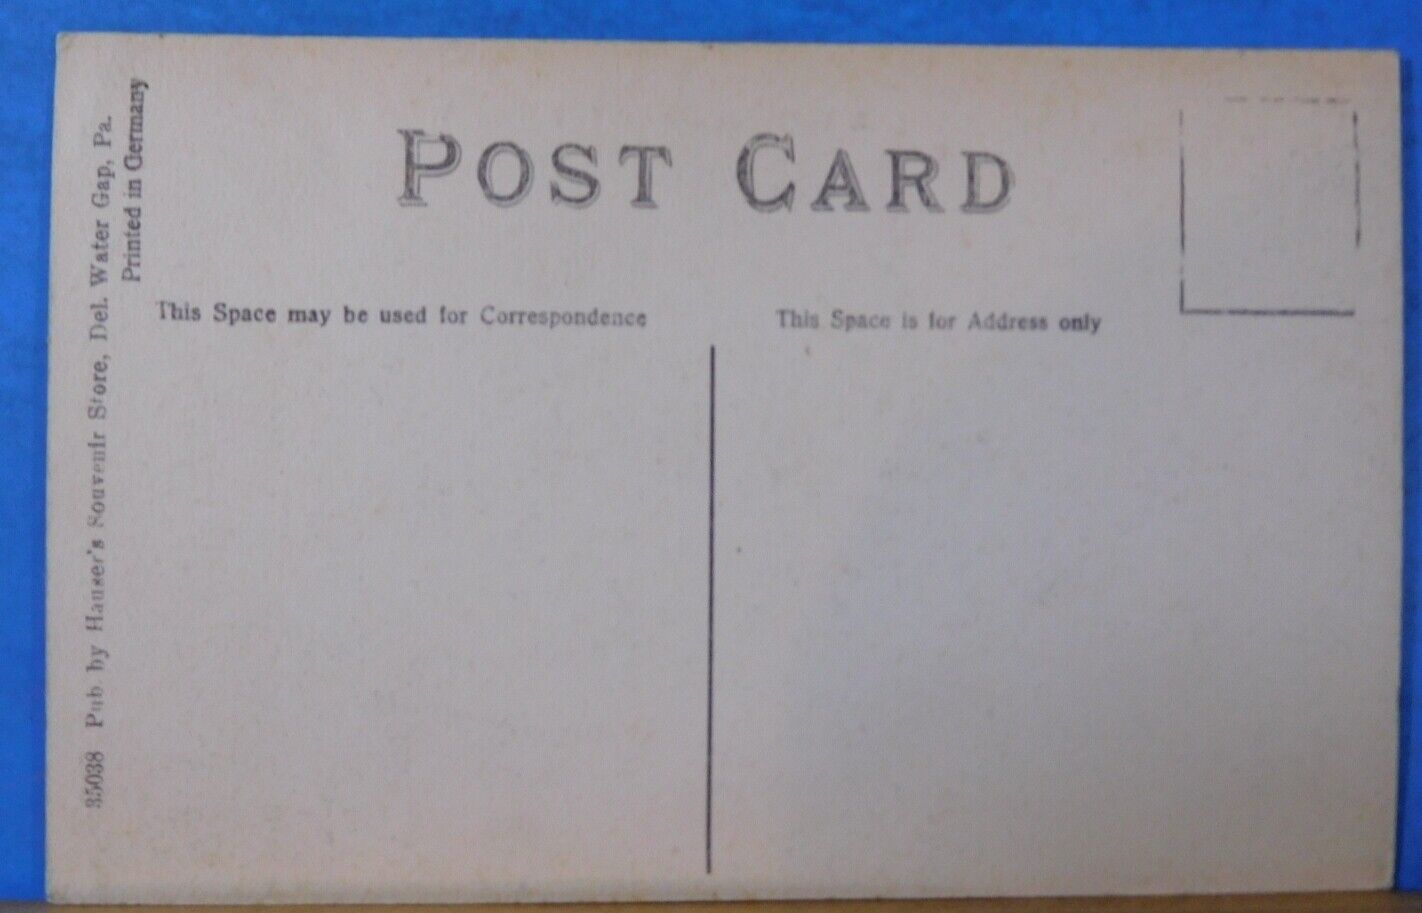 POST CARD
This Space may be used for Correspondence
This Space is for Address only
35038 Pub by Hauser's Souvenir Store, Del. Water Gap, Pa.
Printed in Germany